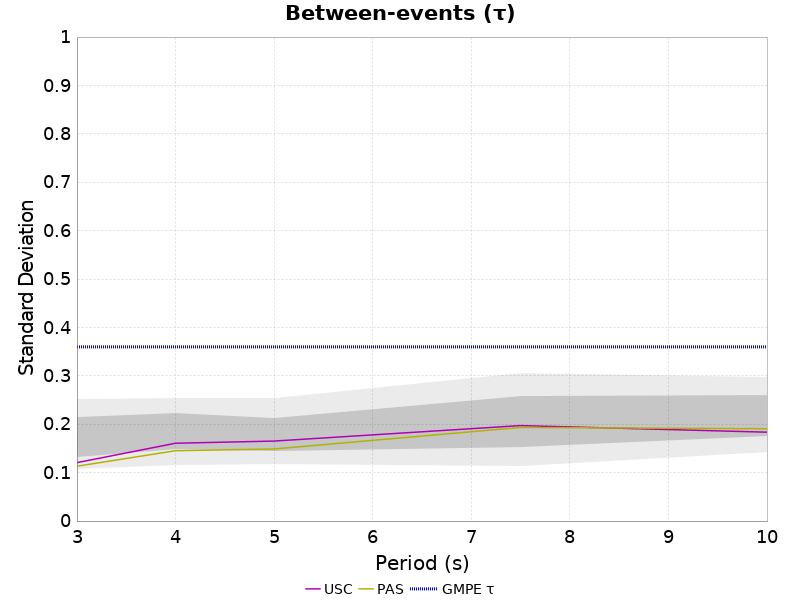 Between-events (τ)
1
0.9
0.8
0.7
0.6
0.5
0.4
0.3
0.2
0.1
0
Standard Deviation
3 4 5 6 7 8 9 10
Period (s)
USC PAS GMPE τ